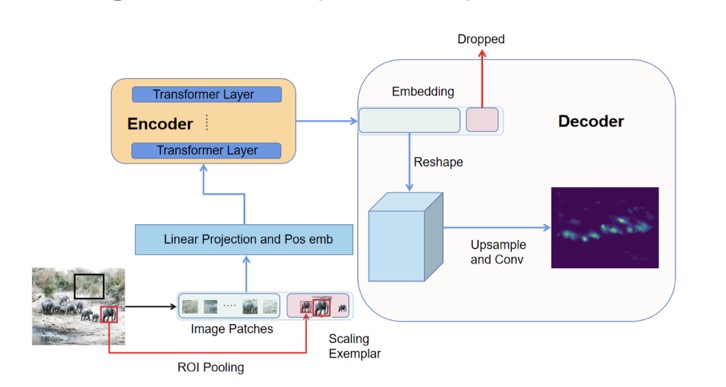 Dropped
Transformer Layer
Encoder
Transformer Layer
Embedding
Decoder
Reshape
Linear Projection and Pos emb
Upsample
and Conv
Image Patches
Scaling
Exemplar
ROI Pooling